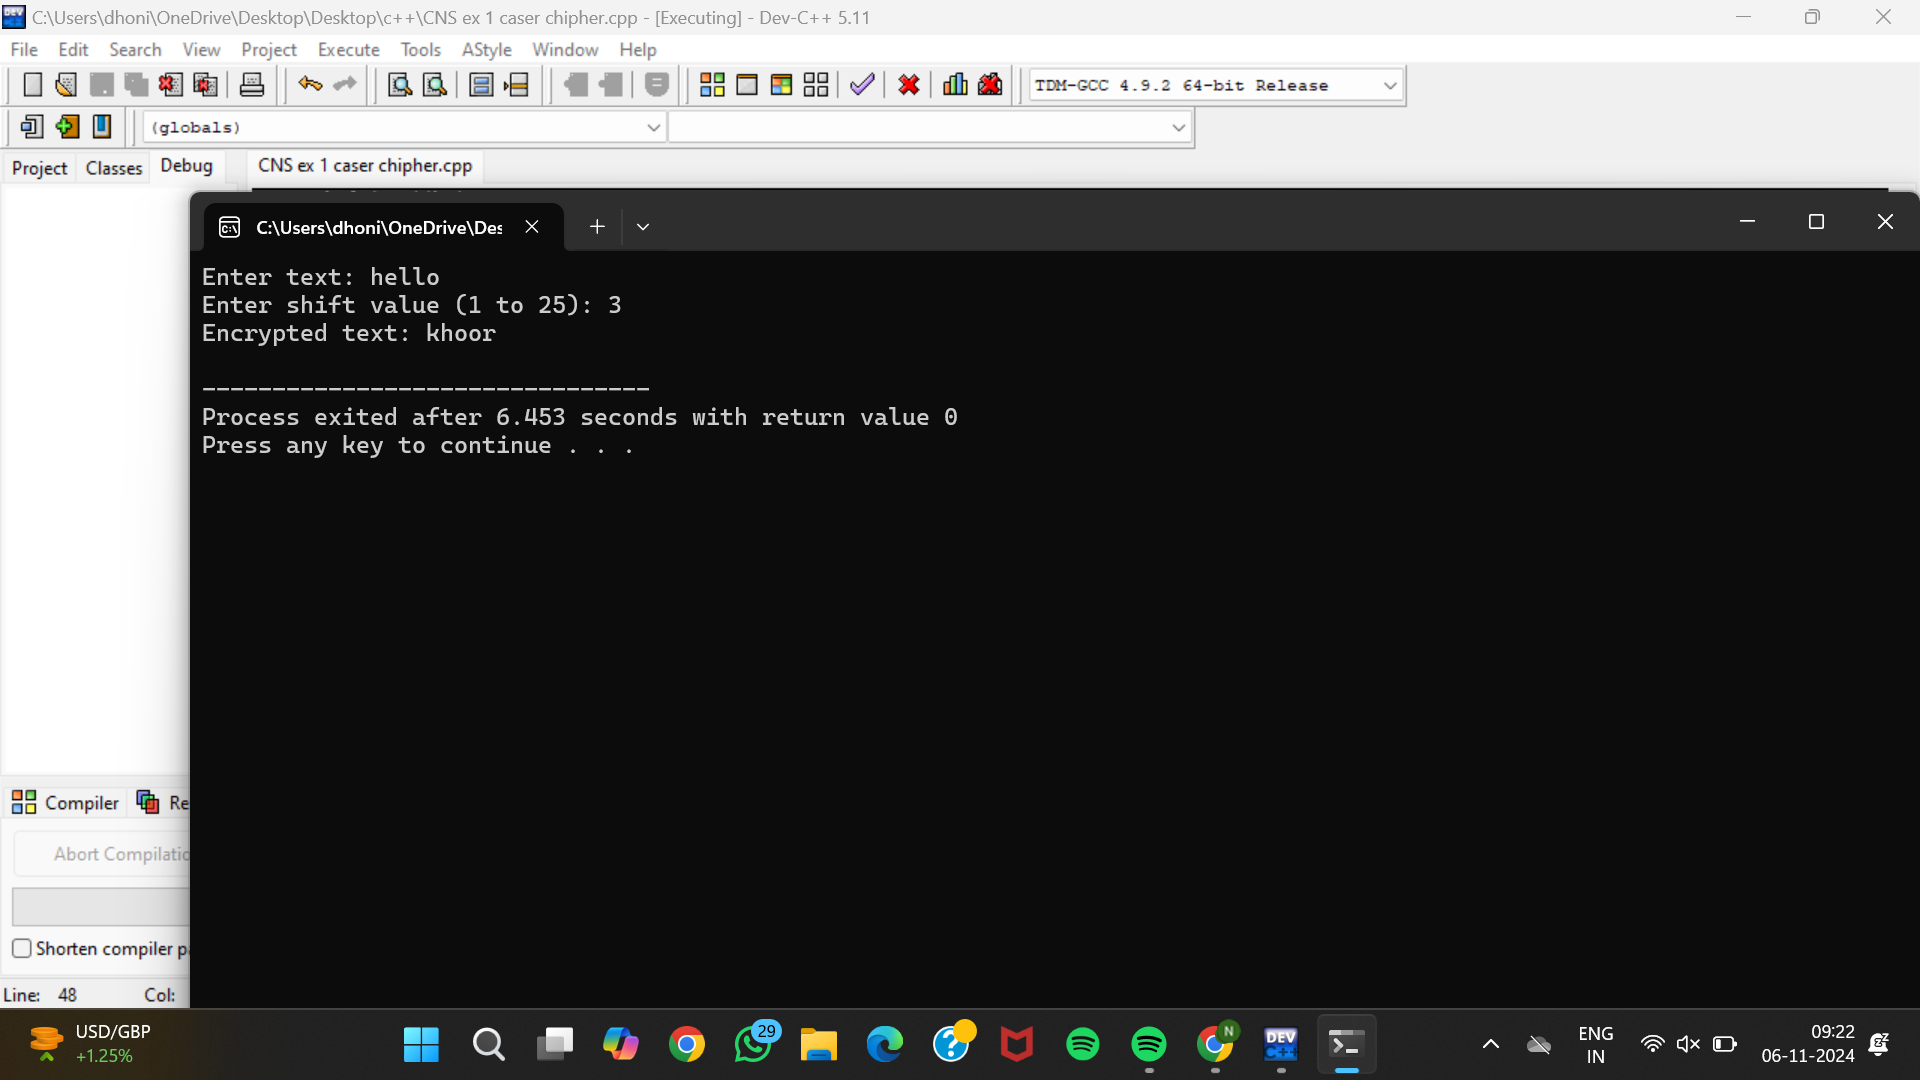 C:\Users\dhoni\OneDrive\Desktop\Desktop\c++\CNS ex 1 caser chipher.cpp - [Executing] - Dev-C++ 5.11
File Edit Search View Project Execute Tools AStyle Window Help
TDM-GCC 4.9.2 64-bit Release
(globals)
Project Classes Debug CNS ex 1 caser chipher.cpp
C:\Users\dhoni\OneDrive\Des
Enter text: hello
Enter shift value (1 to 25): 3
Encrypted text: khoor
--------------------------------
Process exited after 6.453 seconds with return value 0
Press any key to continue . . .
Compiler Re
Abort Compilatio
Shorten compiler pa
Line: 48 Col:
USD/GBP
+1.25%
29
N
DEV
C++
ENG
IN
09:22
06-11-2024